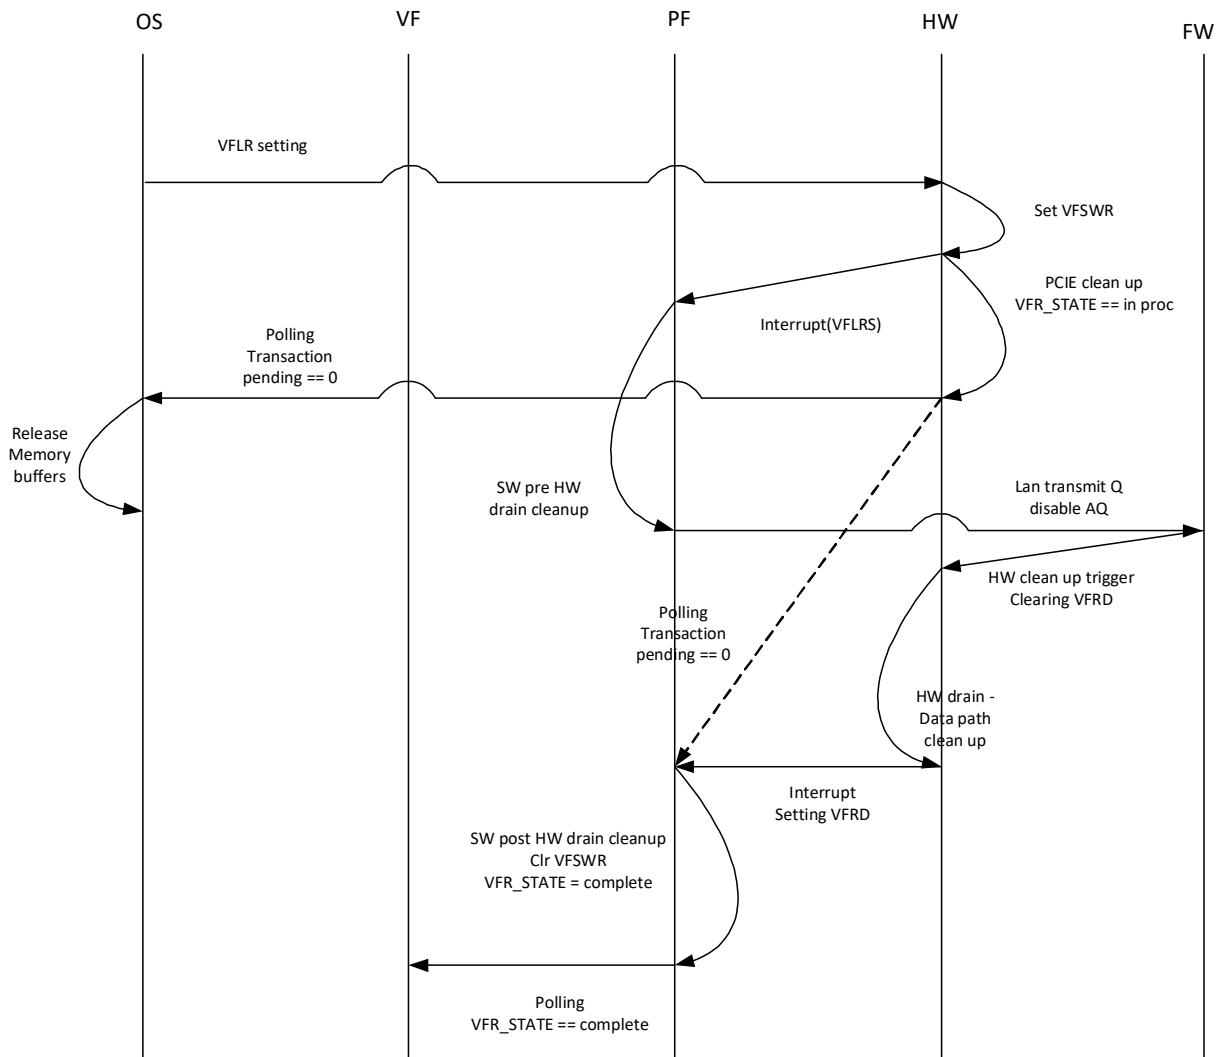 OS
VF
PF
HW
FW
VFLR setting
Set VFSWR
PCIE clean up
VFR_STATE == in proc
Interrupt(VFLRS)
Polling
Transaction
pending == 0
Release
Memory
buffers
SW pre HW
drain cleanup
Lan transmit Q
disable AQ
HW clean up trigger
Clearing VFRD
Polling
Transaction
pending == 0
HW drain -
Data path
clean up
Interrupt
Setting VFRD
SW post HW drain cleanup
Clr VFSWR
VFR_STATE = complete
Polling
VFR_STATE == complete